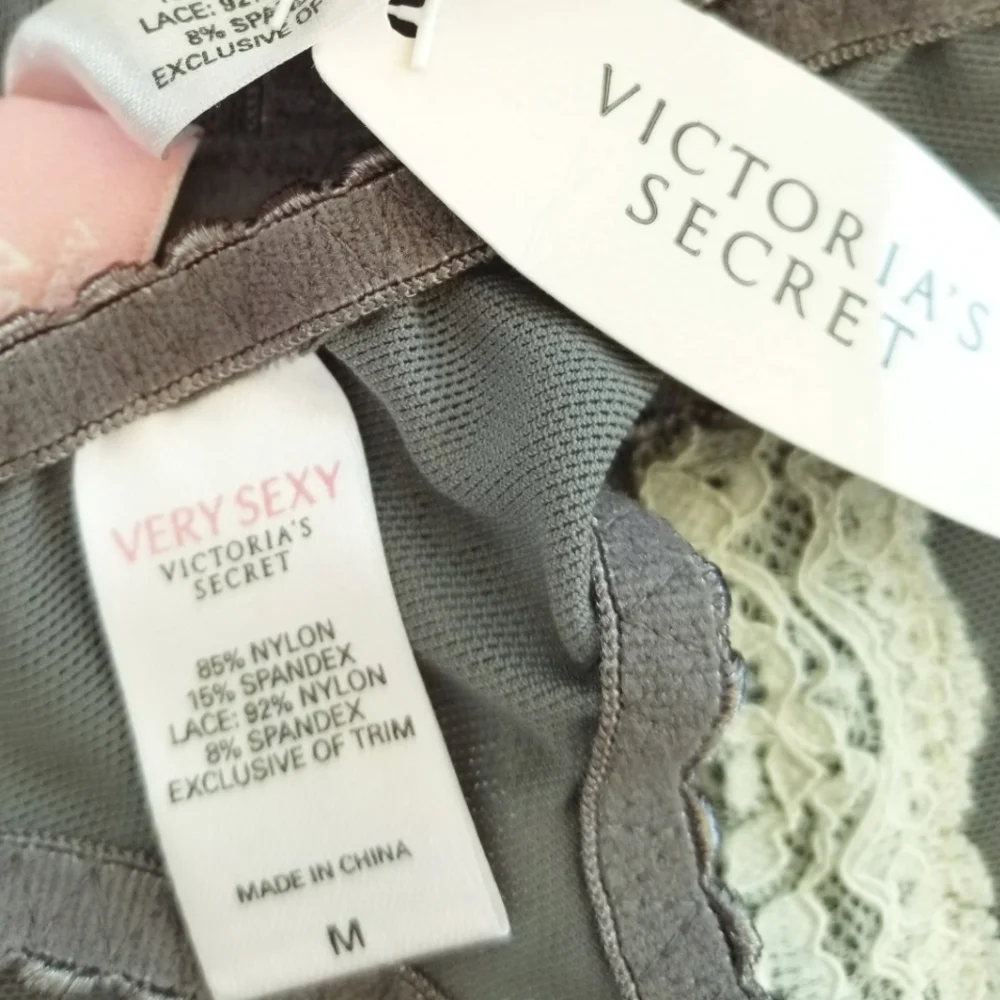 LACE: 92%
8% SPA
EXCLUSIVE OF
VICTORIA'S
SECRET
VERY SEXY
VICTORIA'S
SECRET
85% NYLON
15% SPANDEX
LACE: 92% NYLON
8% SPANDEX
EXCLUSIVE OF TRIM
MADE IN CHINA
M